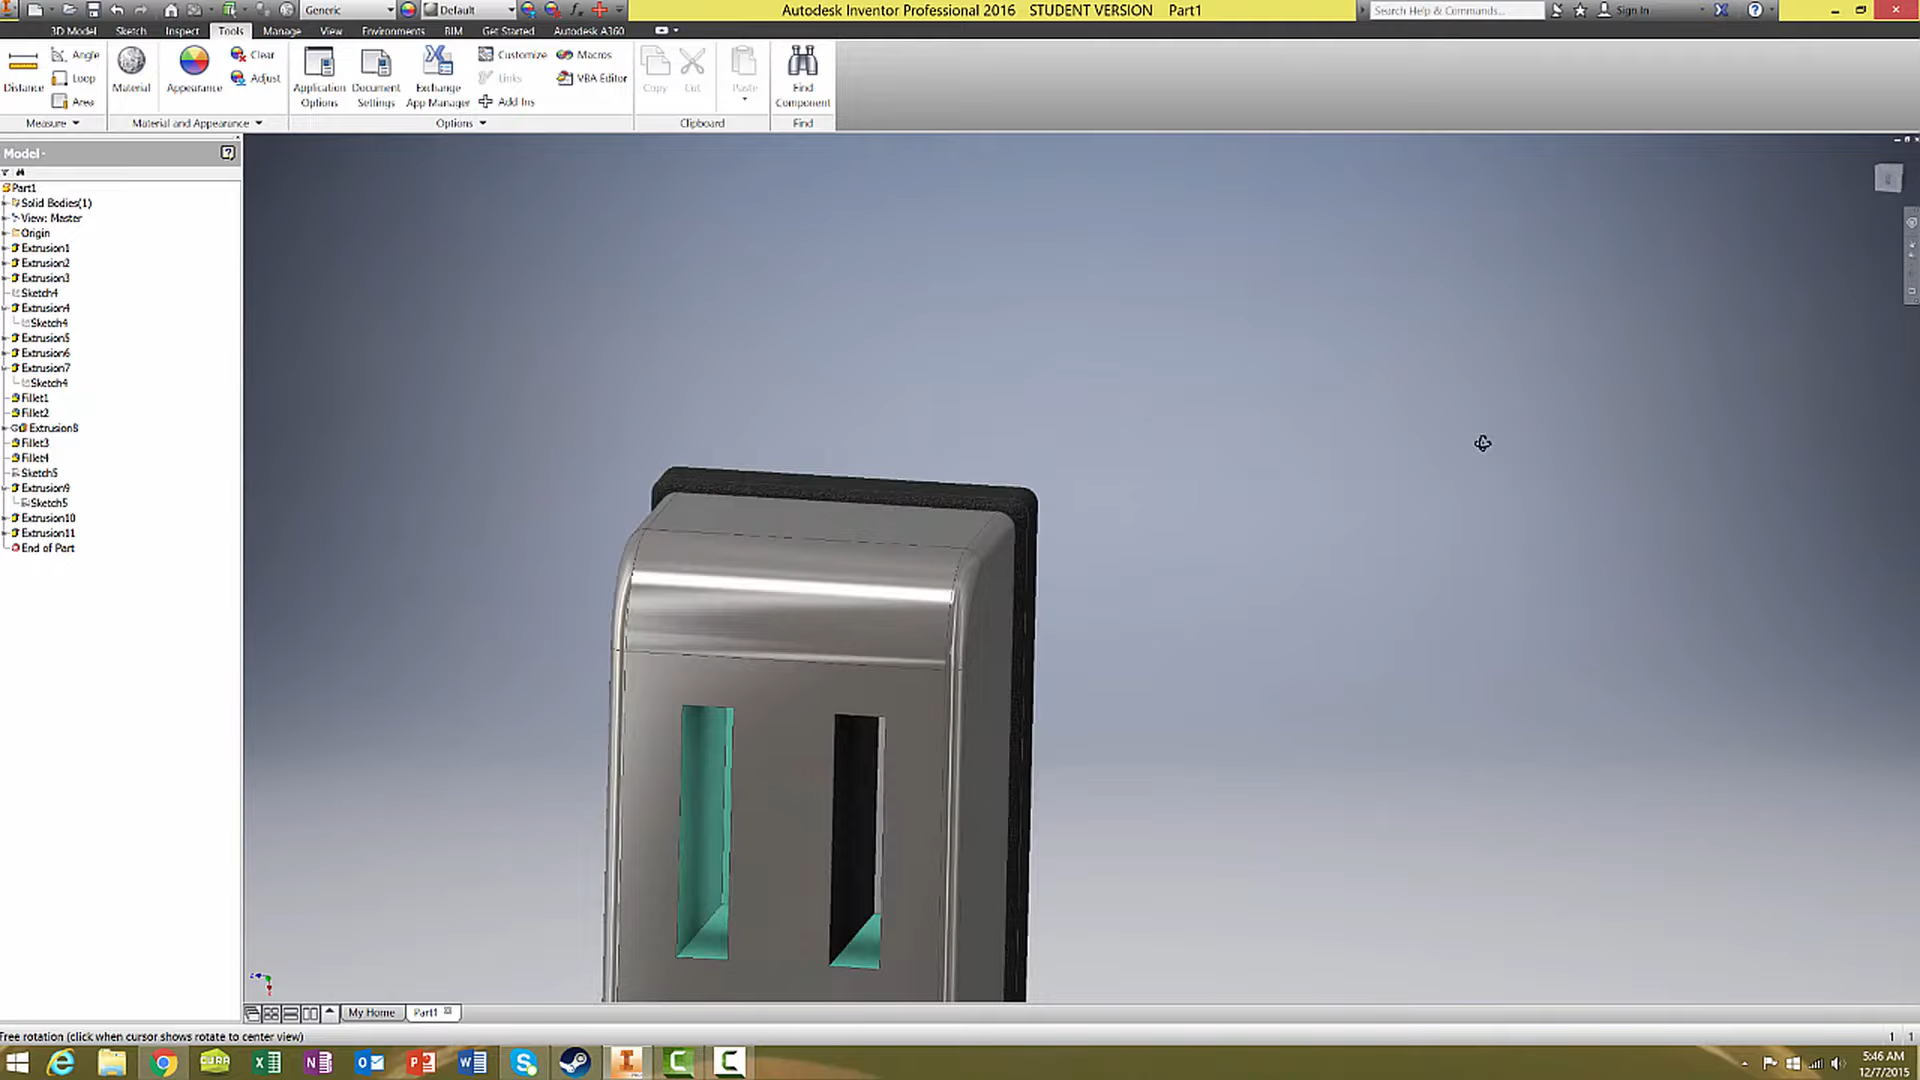 Generic
Default
Autodesk Inventor Professional 2016 STUDENT VERSION Part1
Search Help & Commands...
Sign In
3D Model Sketch Inspect Tools Manage View Environments BIM Get Started Autodesk A360
Distance
Angle
Loop
Area
Material
Appearance
Clear
Adjust
Application Options
Document Settings
Exchange App Manager
Customize
Links
Add-Ins
Macros
VBA Editor
Copy
Cut
Paste
Find Component
Measure
Material and Appearance
Options
Clipboard
Find
Model
Part1
Solid Bodies(1)
View: Master
Origin
Extrusion1
Extrusion2
Extrusion3
Sketch4
Extrusion4
Sketch4
Extrusion5
Extrusion6
Extrusion7
Sketch4
Fillet1
Fillet2
Extrusion8
Fillet3
Fillet4
Sketch5
Extrusion9
Sketch5
Extrusion10
Extrusion11
End of Part
My Home
Part1
Free rotation (click when cursor shows rotate to center view)
1 1
CURA
5:46 AM
12/7/2015